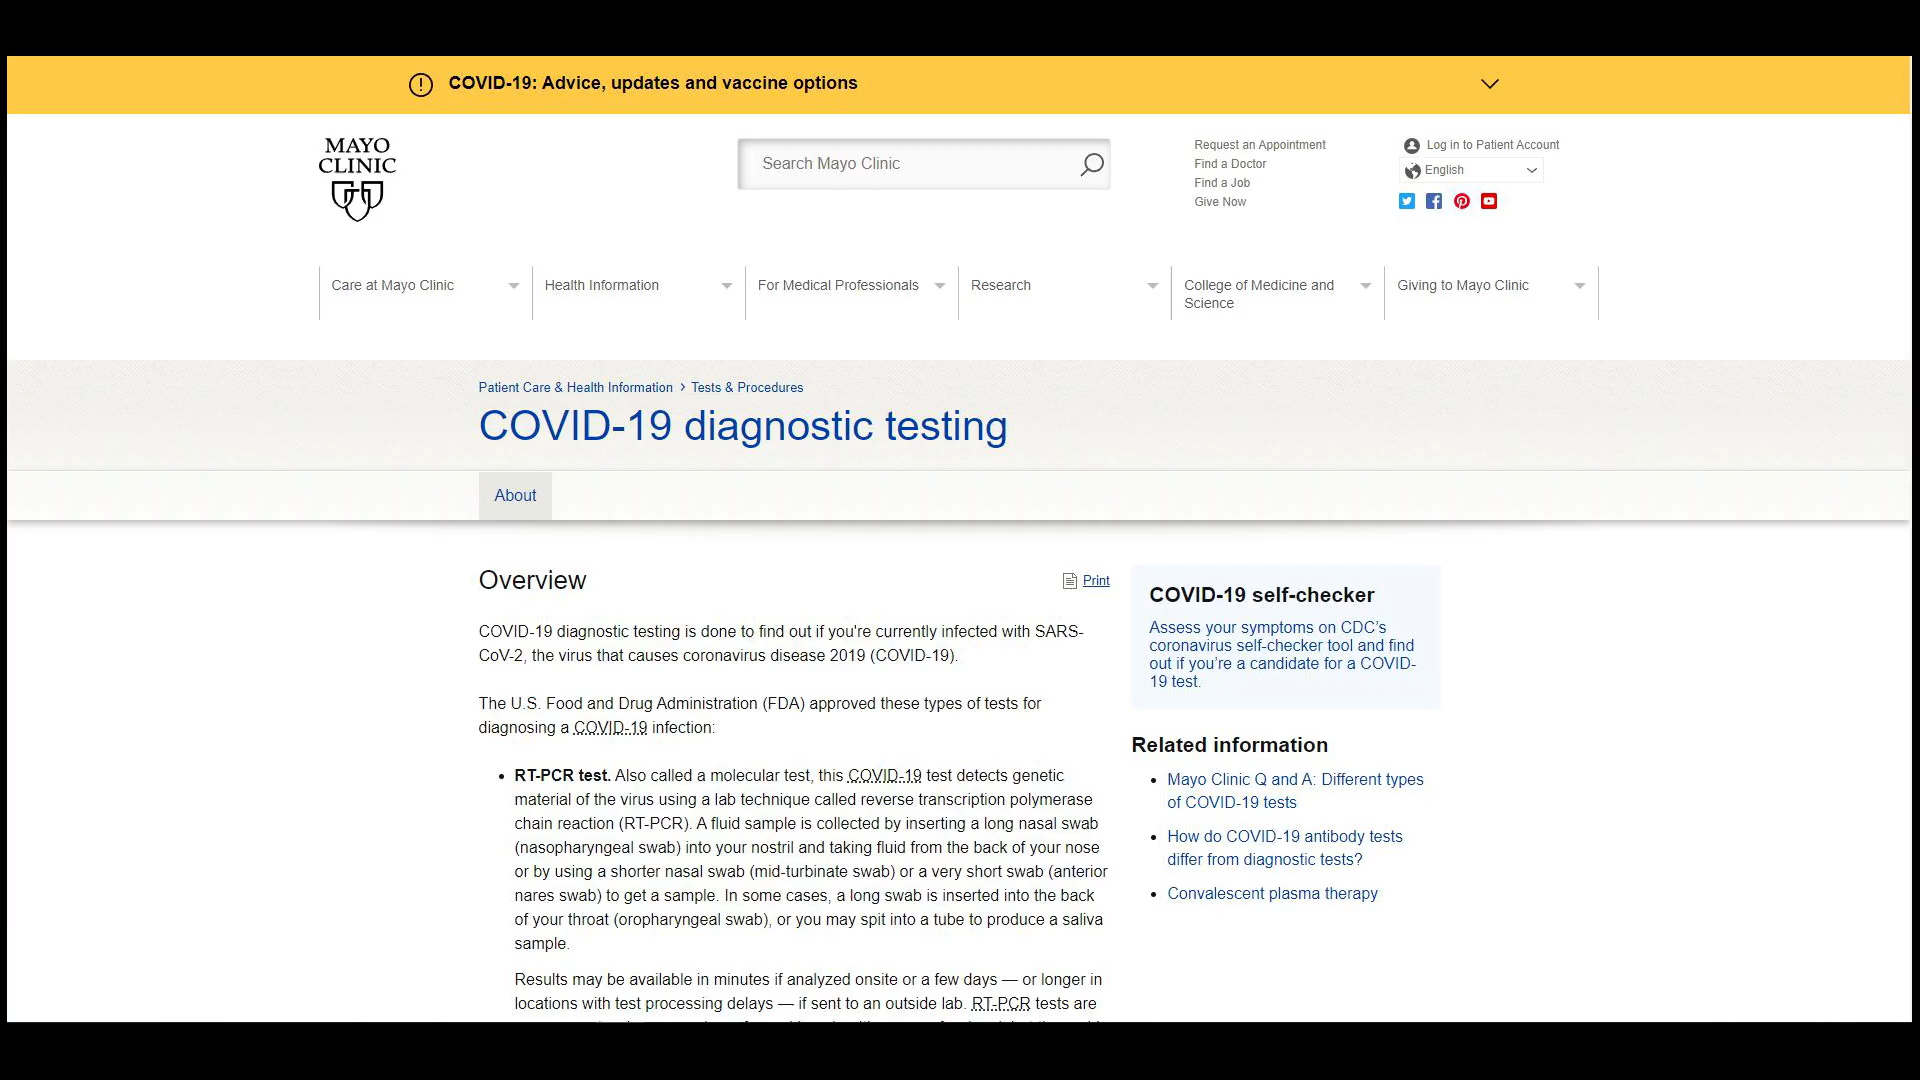 COVID-19: Advice, updates and vaccine options
MAYO
CLINIC
Search Mayo Clinic
Request an Appointment
Find a Doctor
Find a Job
Give Now
Log in to Patient Account
English
Care at Mayo Clinic
Health Information
For Medical Professionals
Research
College of Medicine and
Science
Giving to Mayo Clinic
Patient Care & Health Information › Tests & Procedures
COVID-19 diagnostic testing
About
Overview
Print
COVID-19 diagnostic testing is done to find out if you're currently infected with SARS-
CoV-2, the virus that causes coronavirus disease 2019 (COVID-19).
The U.S. Food and Drug Administration (FDA) approved these types of tests for
diagnosing a COVID-19 infection:
• RT-PCR test. Also called a molecular test, this COVID-19 test detects genetic
material of the virus using a lab technique called reverse transcription polymerase
chain reaction (RT-PCR). A fluid sample is collected by inserting a long nasal swab
(nasopharyngeal swab) into your nostril and taking fluid from the back of your nose
or by using a shorter nasal swab (mid-turbinate swab) or a very short swab (anterior
nares swab) to get a sample. In some cases, a long swab is inserted into the back
of your throat (oropharyngeal swab), or you may spit into a tube to produce a saliva
sample.
Results may be available in minutes if analyzed onsite or a few days — or longer in
locations with test processing delays — if sent to an outside lab. RT-PCR tests are
COVID-19 self-checker
Assess your symptoms on CDC’s
coronavirus self-checker tool and find
out if you’re a candidate for a COVID-
19 test.
Related information
• Mayo Clinic Q and A: Different types
of COVID-19 tests
• How do COVID-19 antibody tests
differ from diagnostic tests?
• Convalescent plasma therapy